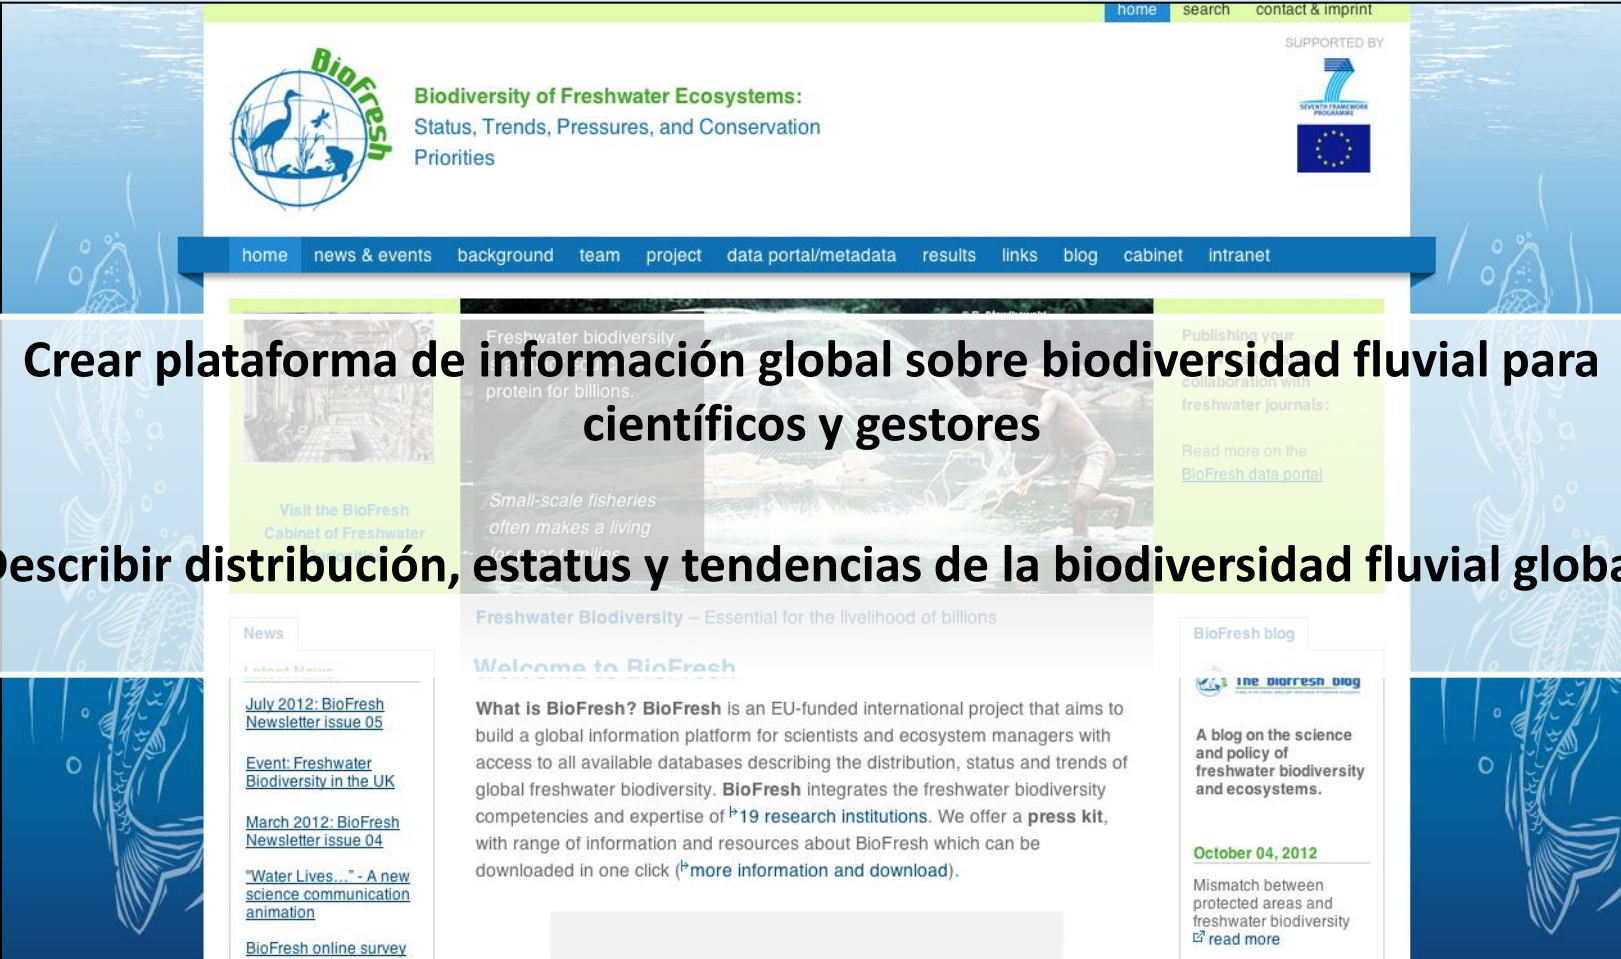 home search contact & imprint
SUPPORTED BY
BioFresh
Biodiversity of Freshwater Ecosystems:
Status, Trends, Pressures, and Conservation
Priorities
SEVENTH FRAMEWORK
PROGRAMME
home news & events background team project data portal/metadata results links blog cabinet intranet
Freshwater biodiversity
protein for billions.
Small-scale fisheries
often makes a living
for poor families
Publishing your
collaboration with
freshwater journals:
Read more on the
BioFresh data portal
Visit the BioFresh
Cabinet of Freshwater
Crear plataforma de información global sobre biodiversidad fluvial para
científicos y gestores
Describir distribución, estatus y tendencias de la biodiversidad fluvial globa
Freshwater Biodiversity – Essential for the livelihood of billions
News
Latest News
July 2012: BioFresh
Newsletter issue 05
Event: Freshwater
Biodiversity in the UK
March 2012: BioFresh
Newsletter issue 04
"Water Lives..." - A new
science communication
animation
BioFresh online survey
Welcome to BioFresh
What is BioFresh? BioFresh is an EU-funded international project that aims to
build a global information platform for scientists and ecosystem managers with
access to all available databases describing the distribution, status and trends of
global freshwater biodiversity. BioFresh integrates the freshwater biodiversity
competencies and expertise of 19 research institutions. We offer a press kit,
with range of information and resources about BioFresh which can be
downloaded in one click (more information and download).
BioFresh blog
The BioFresh blog
A blog on the science
and policy of
freshwater biodiversity
and ecosystems.
October 04, 2012
Mismatch between
protected areas and
freshwater biodiversity
read more